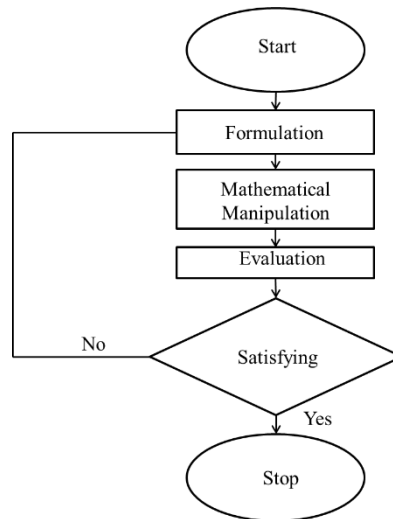 Start
Formulation
Mathematical
Manipulation
Evaluation
No
Satisfying
Yes
Stop